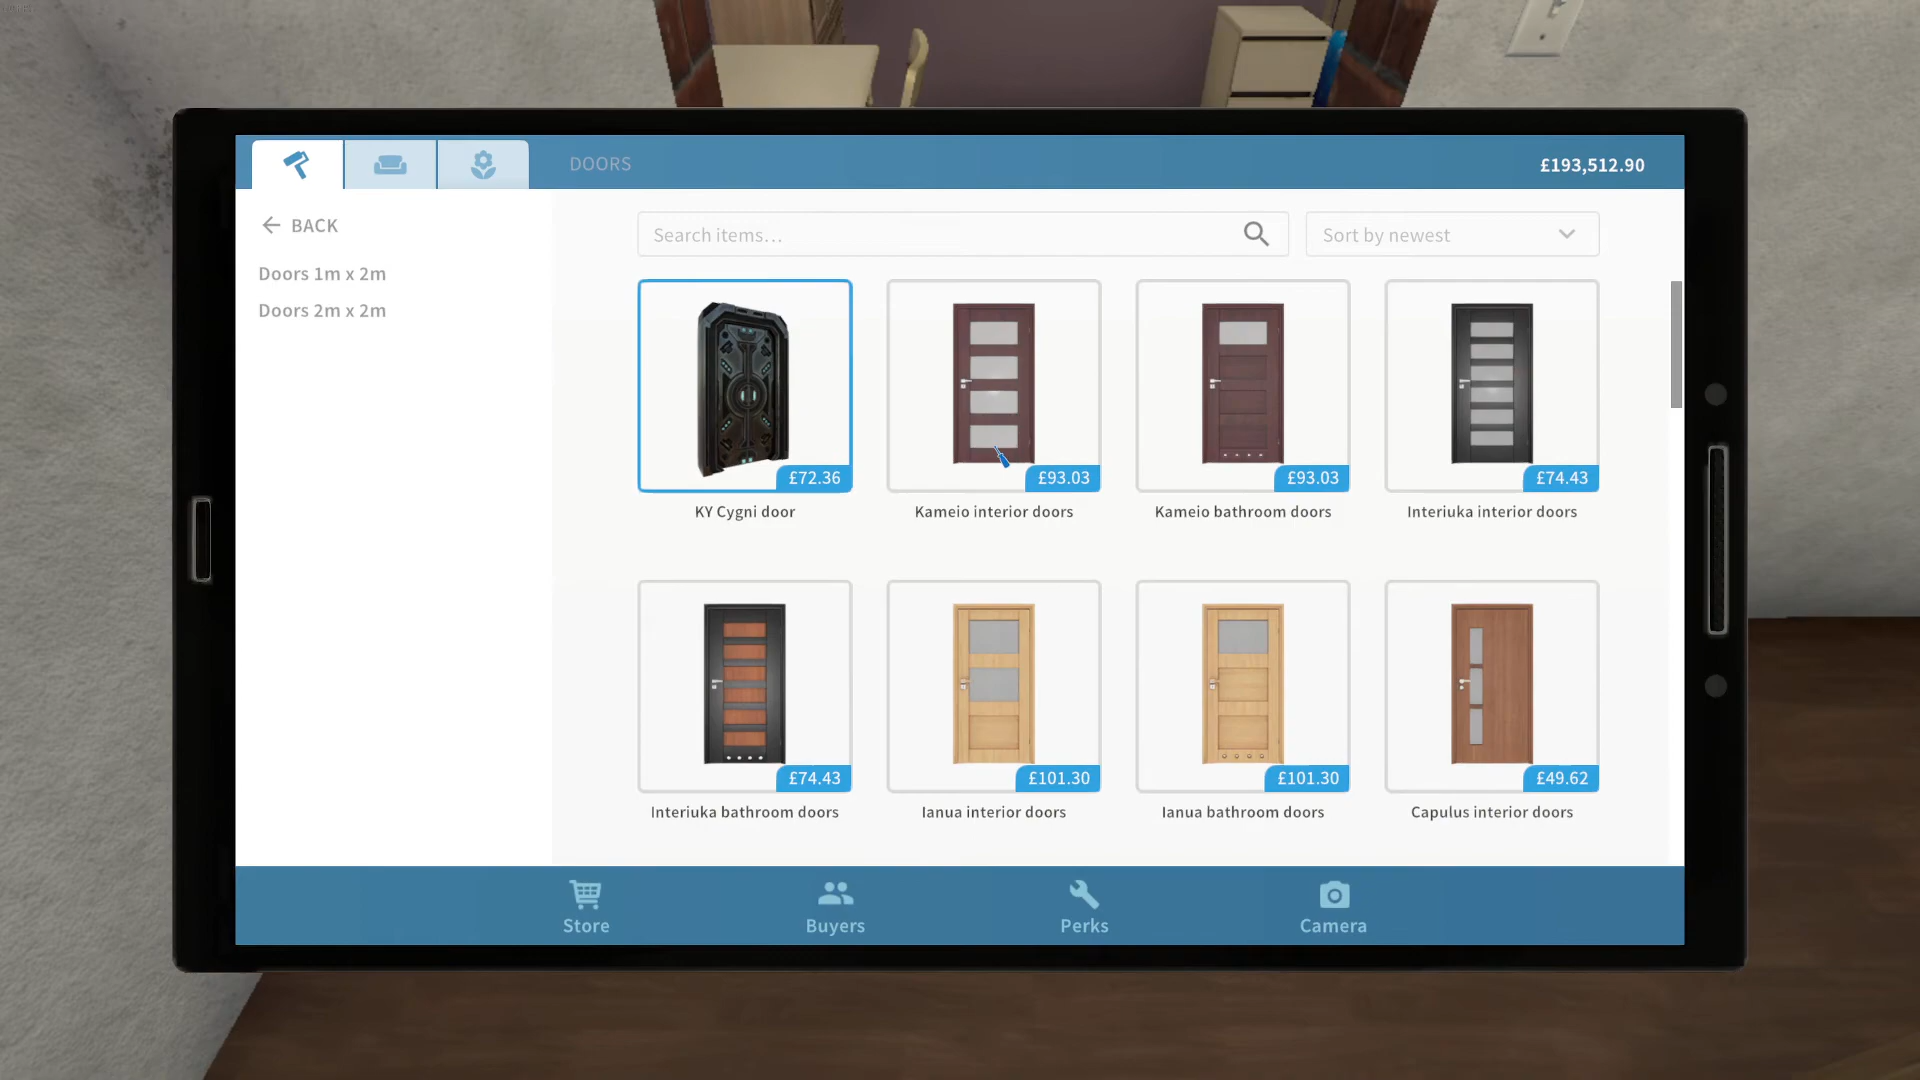 DOORS
£193,512.90
BACK
Search items...
Sort by newest
Doors 1m x 2m
Doors 2m x 2m
£72.36
£93.03
£93.03
£74.43
KY Cygni door
Kameio interior doors
Kameio bathroom doors
Interiuka interior doors
£74.43
£101.30
£101.30
£49.62
Interiuka bathroom doors
Ianua interior doors
Ianua bathroom doors
Capulus interior doors
Store
Buyers
Perks
Camera